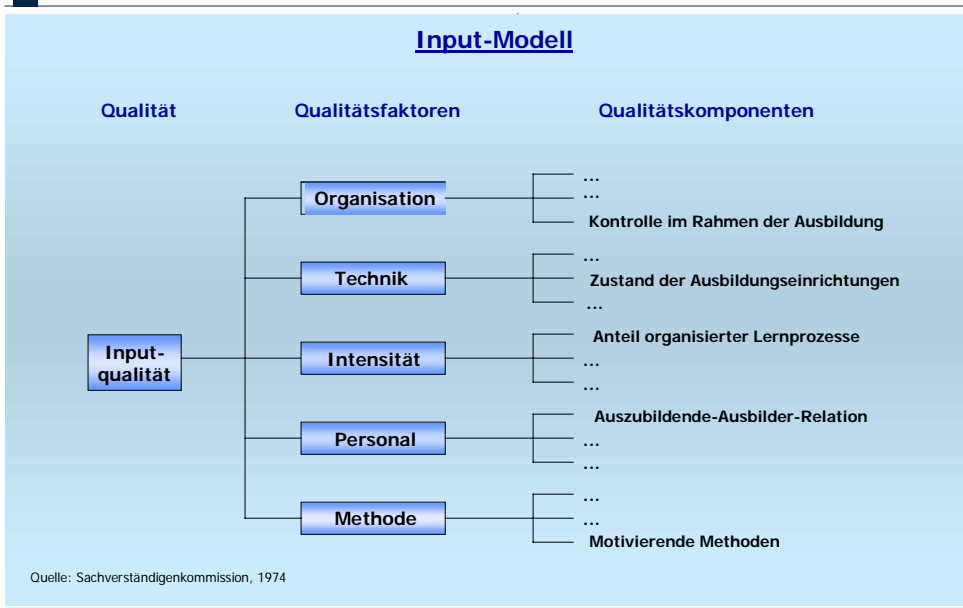 Input-Modell
Qualität Qualitätsfaktoren Qualitätskomponenten
Organisation
...
...
Kontrolle im Rahmen der Ausbildung
Technik
...
Zustand der Ausbildungseinrichtungen
...
Input-
qualität
Intensität
Anteil organisierter Lernprozesse
...
...
Personal
Auszubildende-Ausbilder-Relation
...
...
Methode
...
...
Motivierende Methoden
Quelle: Sachverständigenkommission, 1974